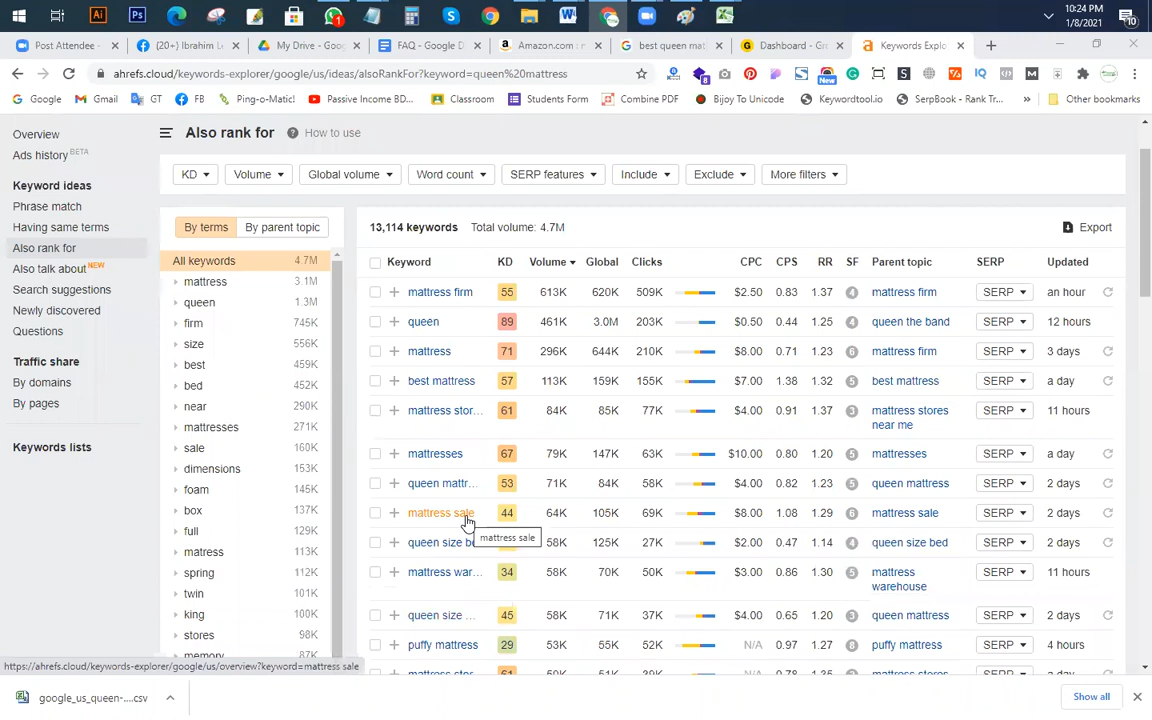 10:24 PM
1/8/2021
10
Post Attendee -
(20+) Ibrahim L
My Drive - Goog
FAQ - Google D
Amazon.com : n
best queen mat
Dashboard - Gr
Keywords Explo
ahrefs.cloud/keywords-explorer/google/us/ideas/alsoRankFor?keyword=queen%20mattress
Google
Gmail
GT
FB
Ping-o-Matic!
Passive Income BD...
Classroom
Students Form
Combine PDF
Bijoy To Unicode
Keywordtool.io
SerpBook - Rank Tr...
Other bookmarks
Overview
Ads history BETA
Keyword ideas
Phrase match
Having same terms
Also rank for
Also talk about NEW
Search suggestions
Newly discovered
Questions
Traffic share
By domains
By pages
Keywords lists
Also rank for ? How to use
KD Volume Global volume Word count SERP features Include Exclude More filters
By terms By parent topic
All keywords 4.7M
mattress 3.1M
queen 1.3M
firm 745K
size 556K
best 459K
bed 452K
near 290K
mattresses 271K
sale 160K
dimensions 153K
foam 145K
box 137K
full 129K
matress 112K
spring 112K
twin 101K
king 100K
stores 94K
13,114 keywords Total volume: 4.7M Export
Keyword KD Volume Global Clicks CPC CPS RR SF Parent topic SERP Updated
mattress firm 55 613K 620K 509K $2.50 0.83 1.37 4 mattress firm SERP an hour
queen 89 461K 3.0M 203K $0.50 0.44 1.25 4 queen the band SERP 12 hours
mattress 71 296K 644K 210K $8.00 0.71 1.23 6 mattress firm SERP 3 days
best mattress 57 113K 159K 155K $7.00 1.38 1.32 5 best mattress SERP a day
mattress stor... 61 84K 85K 77K $4.00 0.91 1.37 3 mattress stores near me SERP 11 hours
mattresses 67 79K 147K 63K $10.00 0.80 1.20 5 mattresses SERP a day
queen mattr... 53 71K 84K 58K $4.00 0.82 1.23 5 queen mattress SERP 2 days
mattress sale 44 64K 105K 69K $8.00 1.08 1.29 6 mattress sale SERP 2 days
mattress sale
queen size be 58K 125K 27K $2.00 0.47 1.14 4 queen size bed SERP 2 days
mattress war... 34 58K 70K 50K $3.00 0.86 1.30 5 mattress warehouse SERP 11 hours
queen size ... 45 58K 71K 37K $4.00 0.65 1.20 3 queen mattress SERP 2 days
puffy mattress 29 53K 55K 52K N/A 0.97 1.27 8 puffy mattress SERP 4 hours
https://ahrefs.cloud/keywords-explorer/google/us/overview?keyword=mattress sale
google_us_queen-....csv
Show all